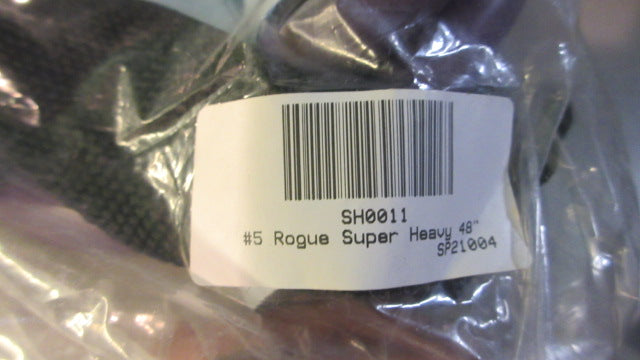 SH0011
#5 Rogue Super Heavy 48"
SP21004